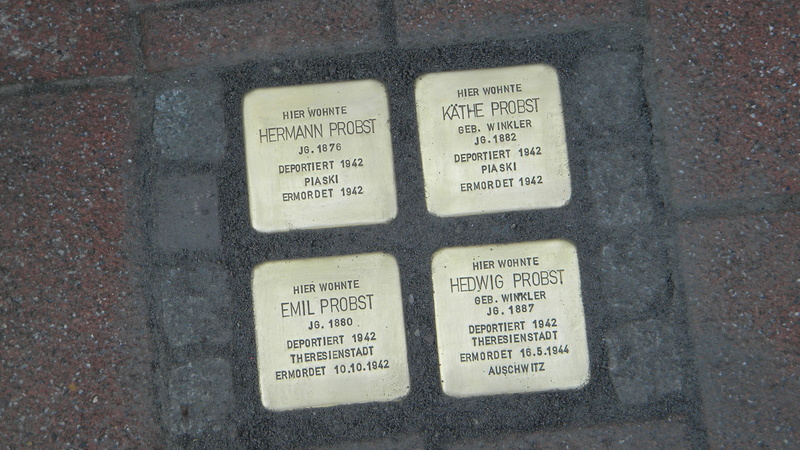 HIER WOHNTE
HERMANN PROBST
JG. 1876
DEPORTIERT 1942
PIASKI
ERMORDET 1942
HIER WOHNTE
KÄTHE PROBST
GEB. WINKLER
JG. 1882
DEPORTIERT 1942
PIASKI
ERMORDET 1942
HIER WOHNTE
EMIL PROBST
JG. 1880
DEPORTIERT 1942
THERESIENSTADT
ERMORDET 10.10.1942
HIER WOHNTE
HEDWIG PROBST
GEB. WINKLER
JG. 1887
DEPORTIERT 1942
THERESIENSTADT
ERMORDET 16.5.1944
AUSCHWITZ